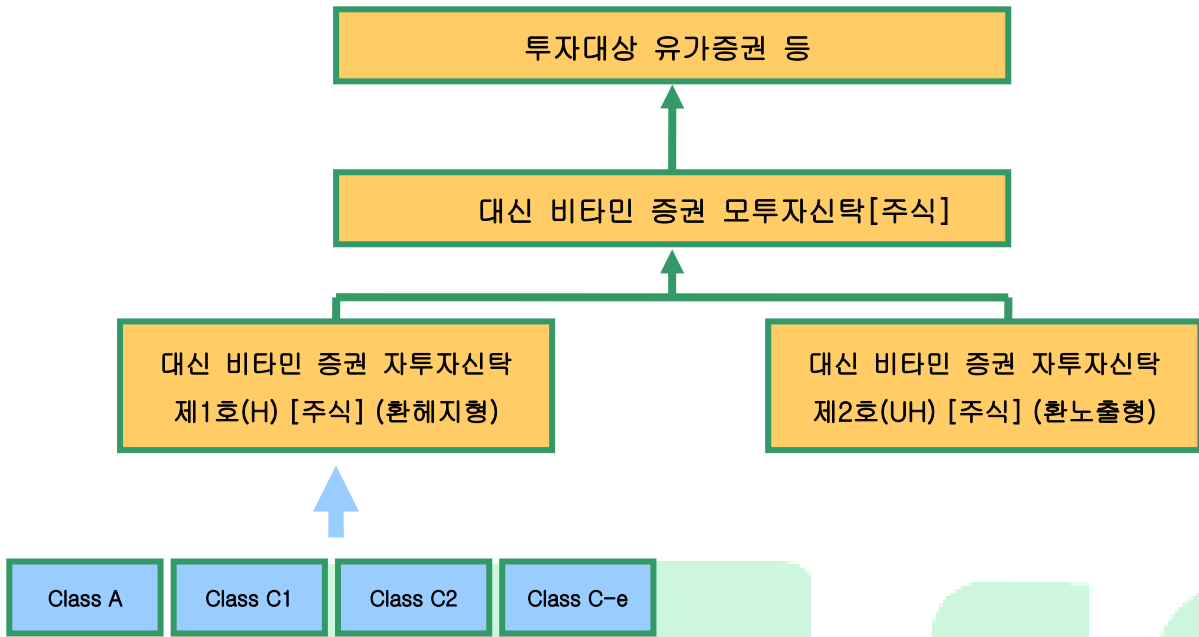 투자대상 유가증권 등
대신 비타민 증권 모투자신탁[주식]
대신 비타민 증권 자투자신탁
제1호(H) [주식] (환헤지형)
대신 비타민 증권 자투자신탁
제2호(UH) [주식] (환노출형)
Class A
Class C1
Class C2
Class C-e